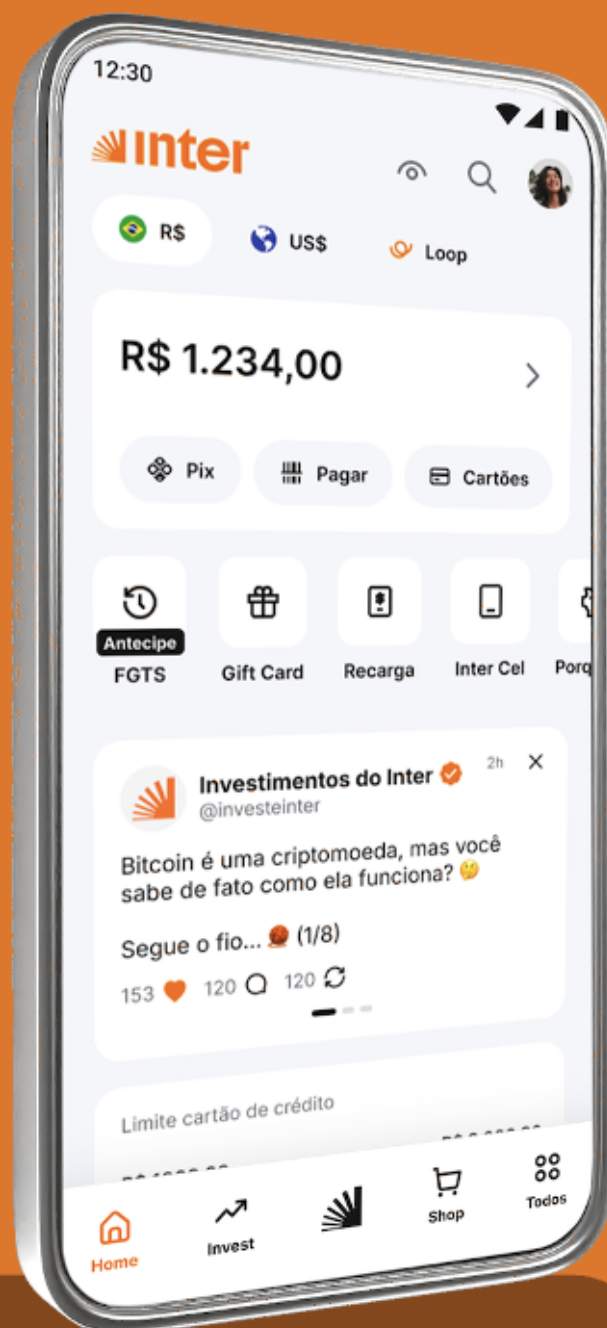 12:30
inter
R$
US$
Loop
R$ 1.234,00
Pix
Pagar
Cartões
Antecipe
FGTS
Gift Card
Recarga
Inter Cel
Porq
Investimentos do Inter
2h
@investeinter
Bitcoin é uma criptomoeda, mas você
sabe de fato como ela funciona? 🤔
Segue o fio... 🧶 (1/8)
153 120 120
Limite cartão de crédito
Home
Invest
Shop
Todos